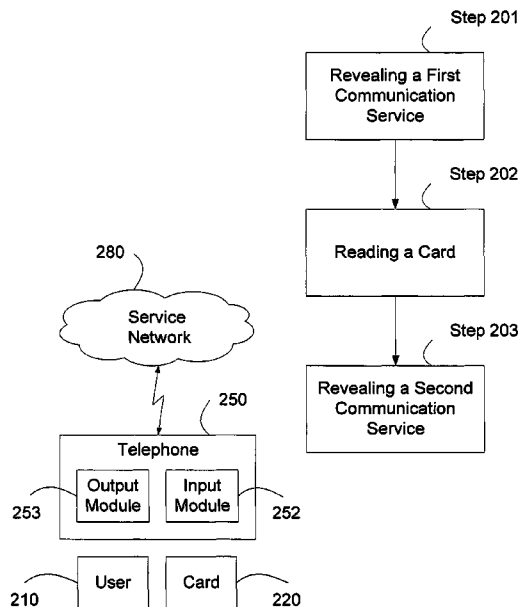 Step 201
Revealing a First
Communication
Service
Step 202
Reading a Card
Step 203
Revealing a Second
Communication
Service
280
Service
Network
250
Telephone
Output
Module
Input
Module
253
252
User
Card
210
220